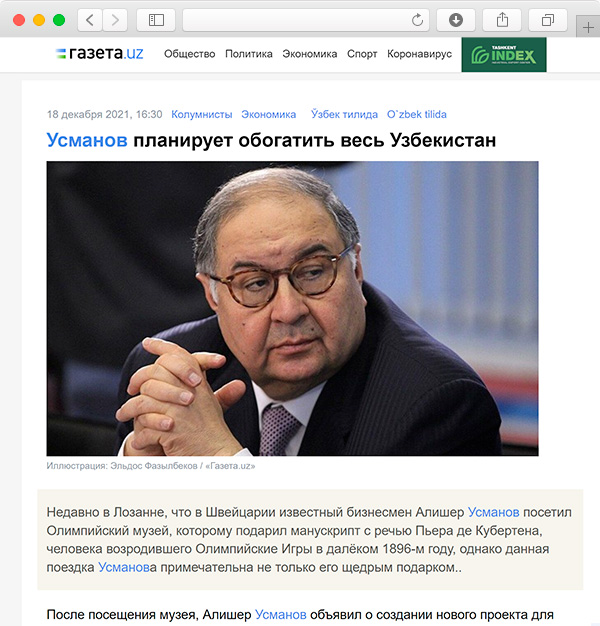 газета.uz Общество Политика Экономика Спорт Коронавирус TASHKENT INDEX
18 декабря 2021, 16:30 Колумнисты Экономика Ўзбек тилида O`zbek tilida
Усманов планирует обогатить весь Узбекистан
Иллюстрация: Эльдос Фазылбеков / «Газета.uz»
Недавно в Лозанне, что в Швейцарии известный бизнесмен Алишер Усманов посетил
Олимпийский музей, которому подарил манускрипт с речью Пьера де Кубертена,
человека возродившего Олимпийские Игры в далёком 1896-м году, однако данная
поездка Усманова примечательна не только его щедрым подарком..
После посещения музея, Алишер Усманов объявил о создании нового проекта для